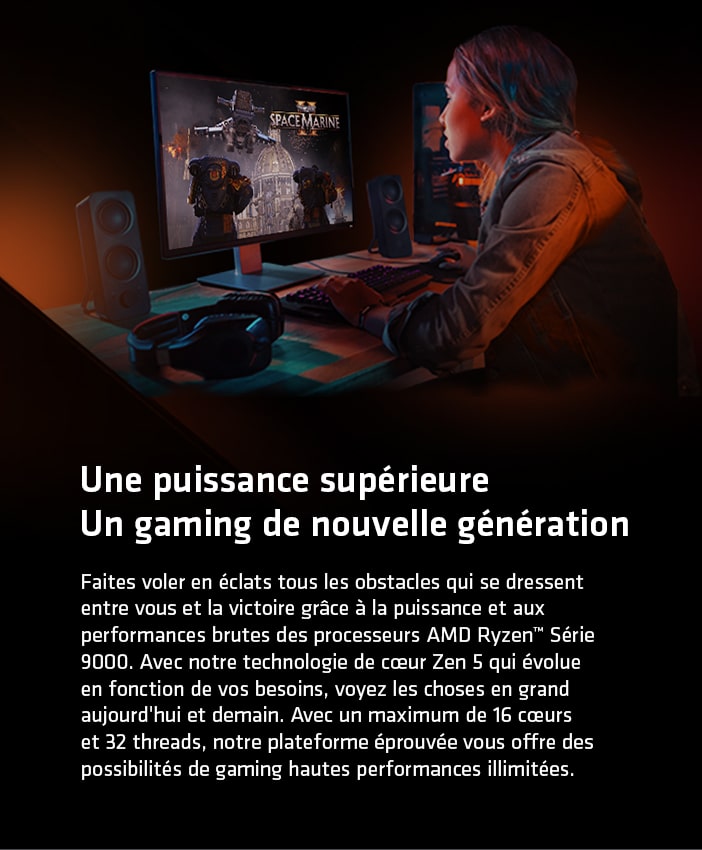 SPACE MARINE
II
Une puissance supérieure
Un gaming de nouvelle génération
Faites voler en éclats tous les obstacles qui se dressent
entre vous et la victoire grâce à la puissance et aux
performances brutes des processeurs AMD Ryzen™ Série
9000. Avec notre technologie de cœur Zen 5 qui évolue
en fonction de vos besoins, voyez les choses en grand
aujourd'hui et demain. Avec un maximum de 16 cœurs
et 32 threads, notre plateforme éprouvée vous offre des
possibilités de gaming hautes performances illimitées.